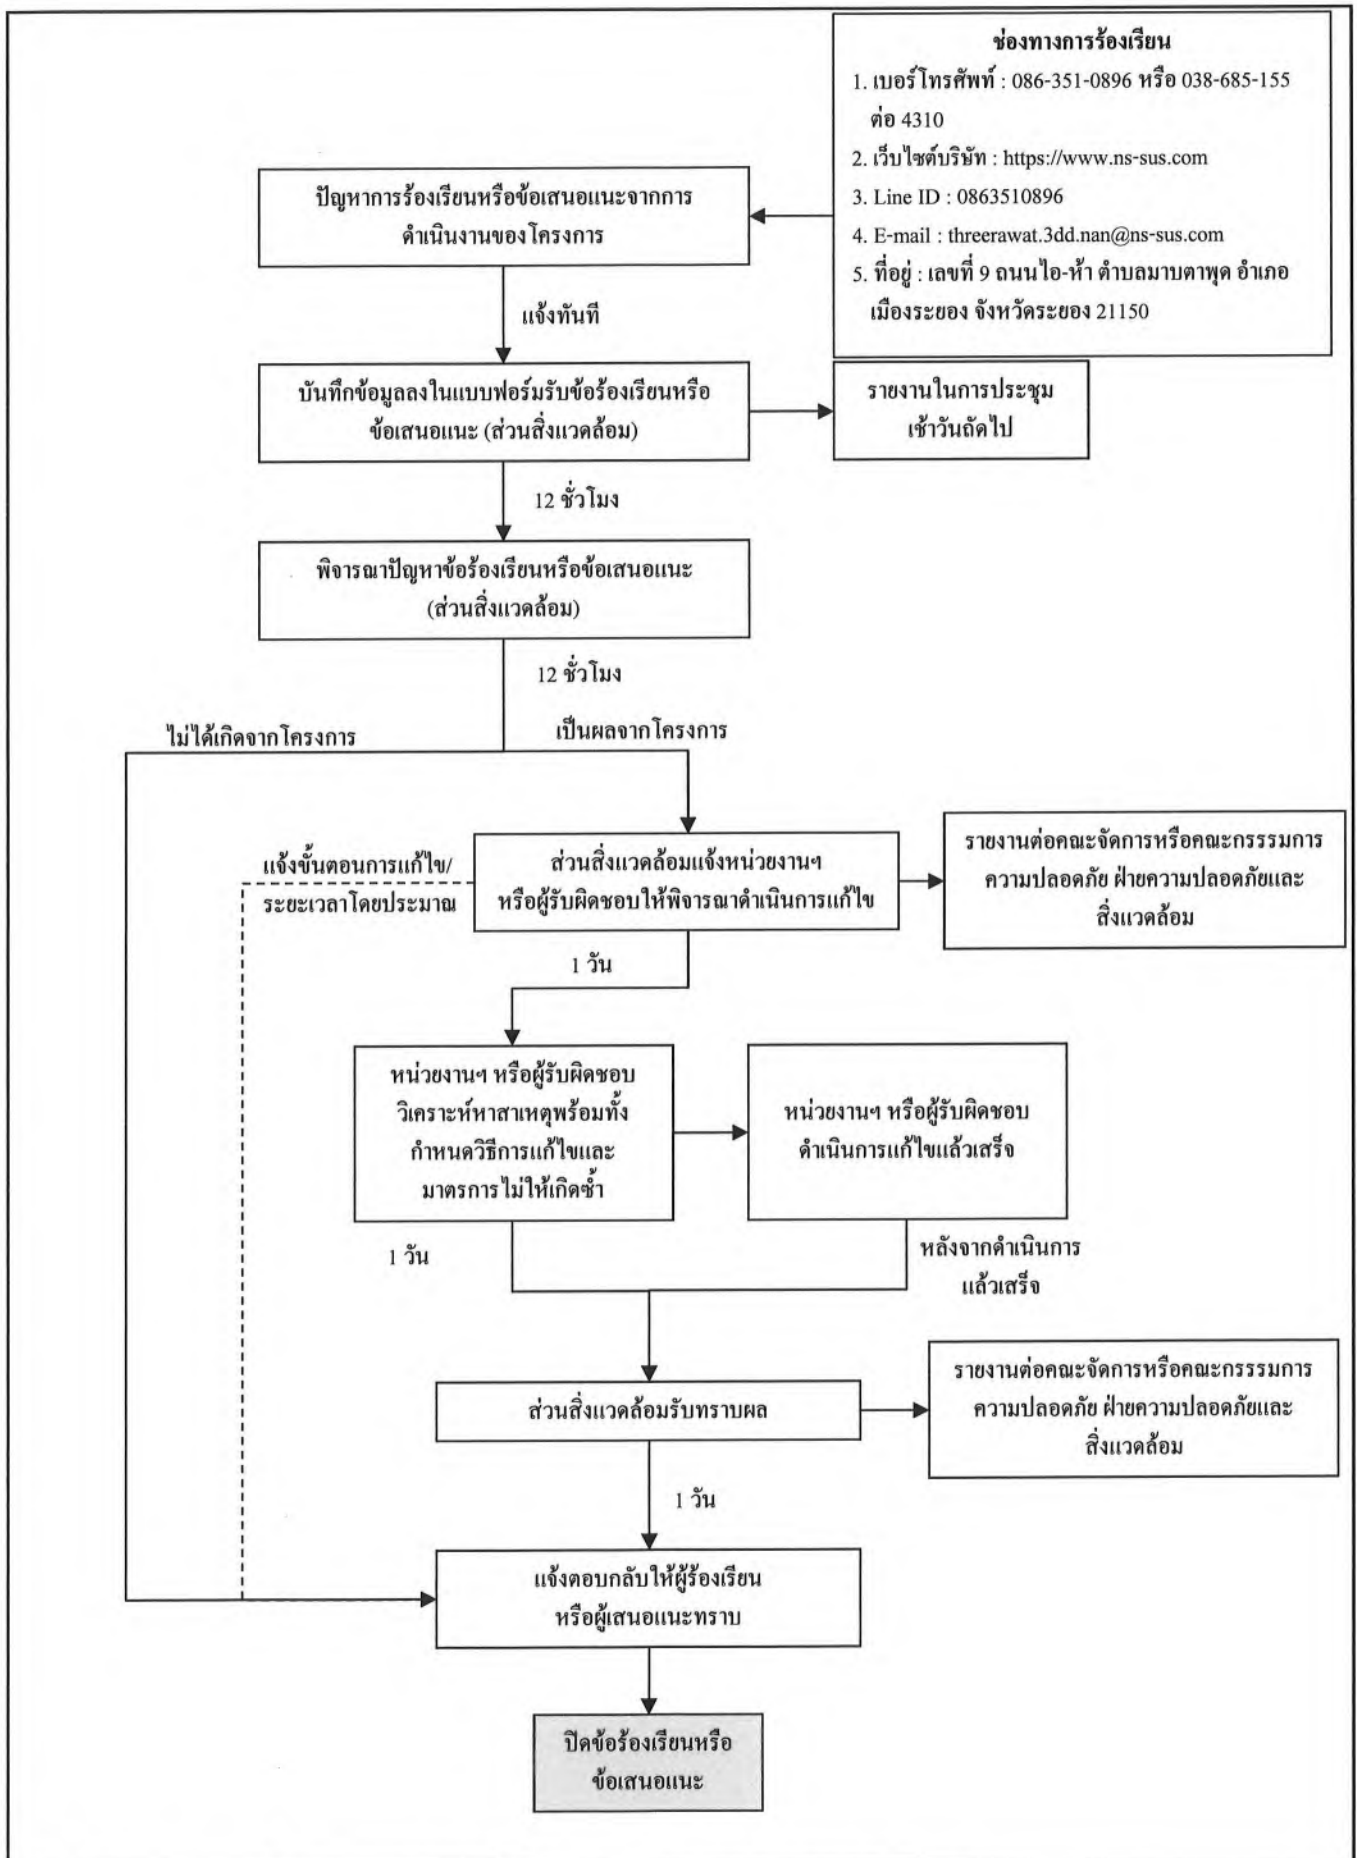 ช่องทางการร้องเรียน
1. เบอร์โทรศัพท์ : 086-351-0896 หรือ 038-685-155
ต่อ 4310
2. เว็บไซต์บริษัท : https://www.ns-sus.com
3. Line ID : 0863510896
4. E-mail : threerawat.3dd.nan@ns-sus.com
5. ที่อยู่ : เลขที่ 9 ถนนไอ-ห้า ตำบลมาบตาพุด อำเภอ
เมืองระยอง จังหวัดระยอง 21150
ปัญหาการร้องเรียนหรือข้อเสนอแนะจากการ
ดำเนินงานของโครงการ
แจ้งทันที
บันทึกข้อมูลลงในแบบฟอร์มรับข้อร้องเรียนหรือ
ข้อเสนอแนะ (ส่วนสิ่งแวดล้อม)
รายงานในการประชุม
เช้าวันถัดไป
12 ชั่วโมง
พิจารณาปัญหาข้อร้องเรียนหรือข้อเสนอแนะ
(ส่วนสิ่งแวดล้อม)
12 ชั่วโมง
ไม่ได้เกิดจากโครงการ
เป็นผลจากโครงการ
แจ้งขั้นตอนการแก้ไข/
ระยะเวลาโดยประมาณ
ส่วนสิ่งแวดล้อมแจ้งหน่วยงานฯ
หรือผู้รับผิดชอบให้พิจารณาดำเนินการแก้ไข
รายงานต่อคณะจัดการหรือคณะกรรรมการ
ความปลอดภัย ฝ่ายความปลอดภัยและ
สิ่งแวดล้อม
1 วัน
หน่วยงานฯ หรือผู้รับผิดชอบ
วิเคราะห์หาสาเหตุพร้อมทั้ง
กำหนดวิธีการแก้ไขและ
มาตรการไม่ให้เกิดซ้ำ
หน่วยงานฯ หรือผู้รับผิดชอบ
ดำเนินการแก้ไขแล้วเสร็จ
1 วัน
หลังจากดำเนินการ
แล้วเสร็จ
ส่วนสิ่งแวดล้อมรับทราบผล
รายงานต่อคณะจัดการหรือคณะกรรรมการ
ความปลอดภัย ฝ่ายความปลอดภัยและ
สิ่งแวดล้อม
1 วัน
แจ้งตอบกลับให้ผู้ร้องเรียน
หรือผู้เสนอแนะทราบ
ปิดข้อร้องเรียนหรือ
ข้อเสนอแนะ